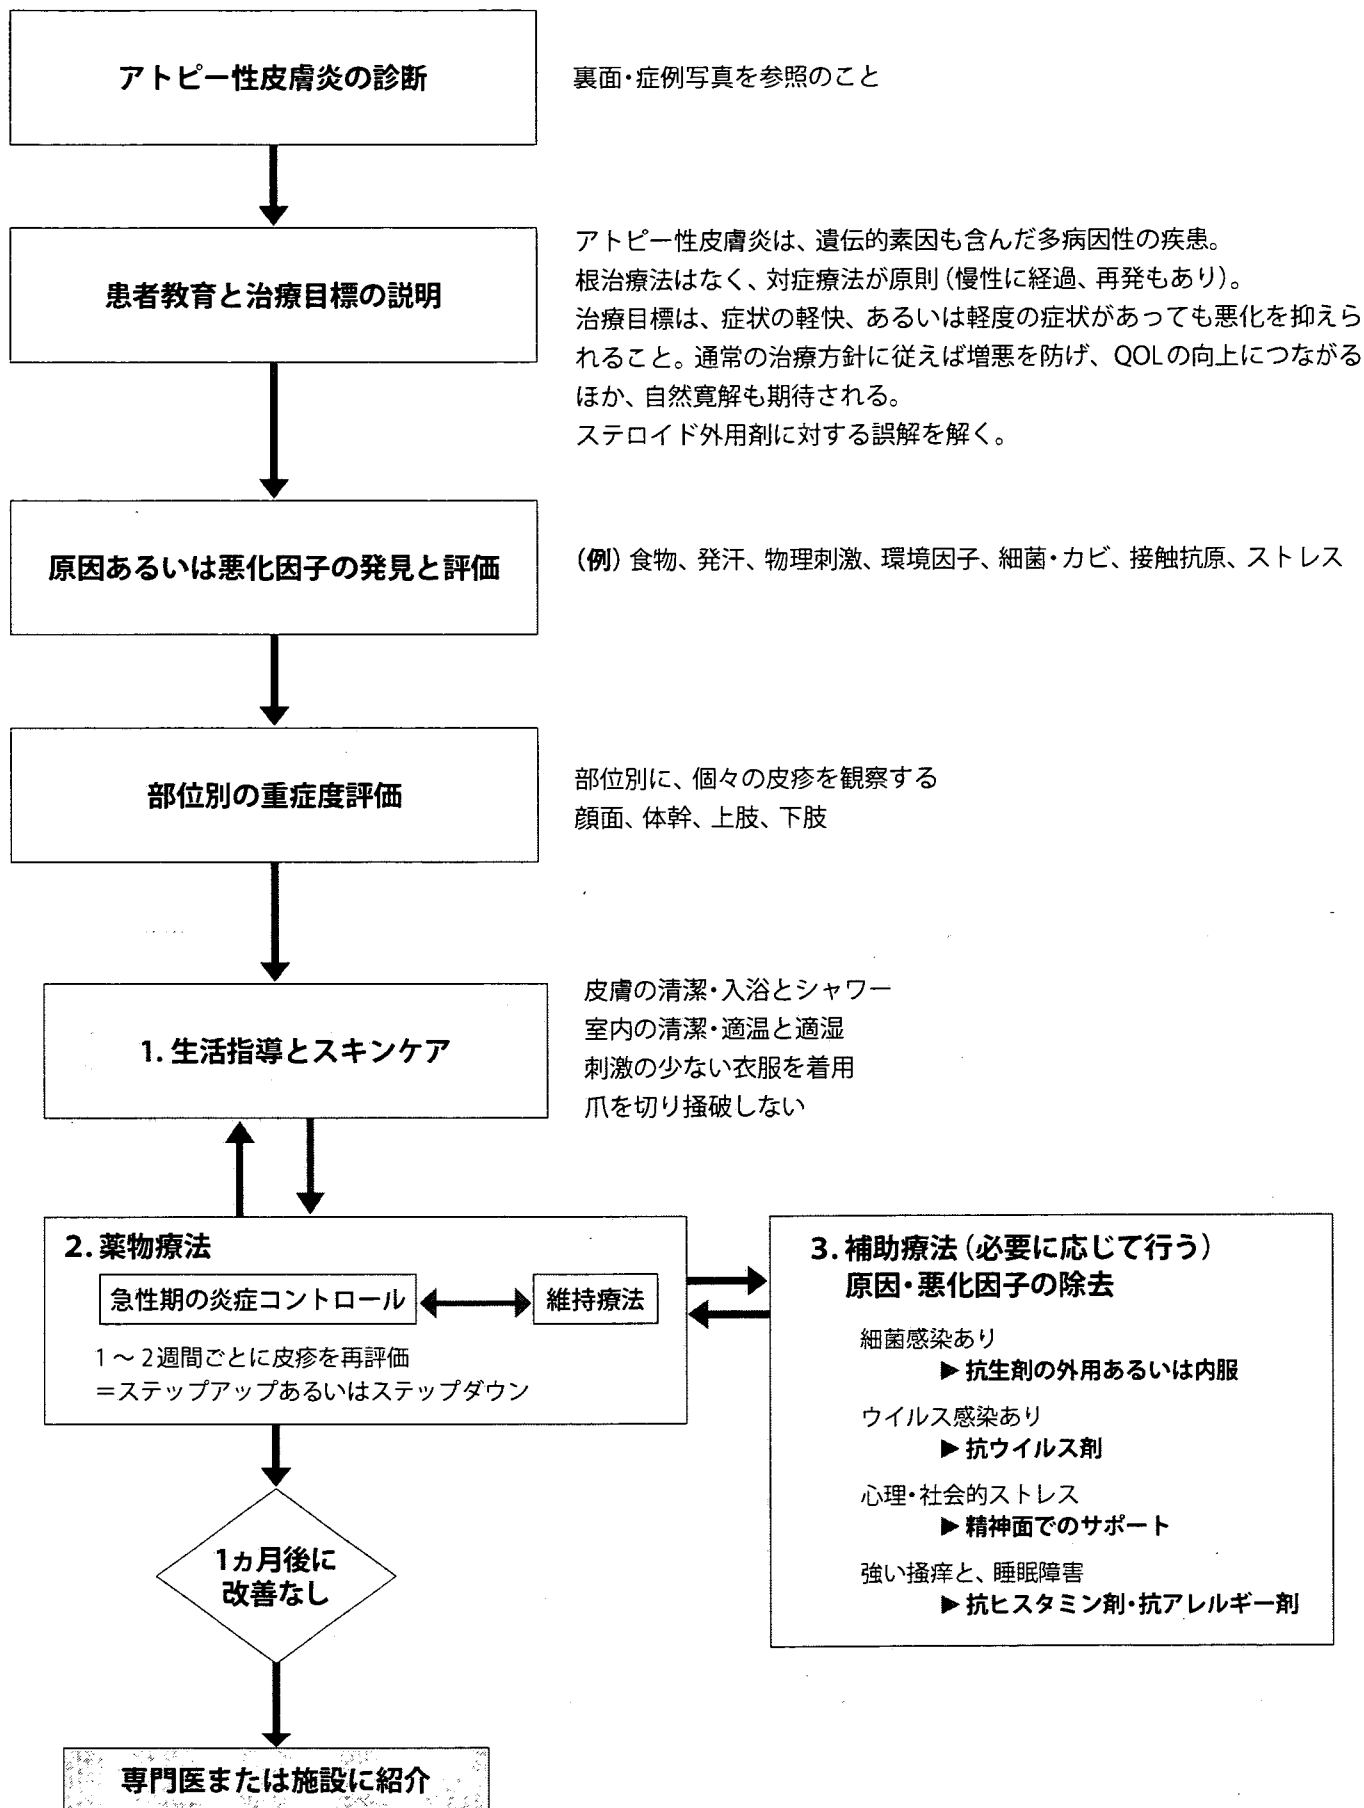 アトピー性皮膚炎の診断
裏面・症例写真を参照のこと
患者教育と治療目標の説明
アトピー性皮膚炎は、遺伝的素因も含んだ多病因性の疾患。
根治療法はなく、対症療法が原則(慢性に経過、再発もあり)。
治療目標は、症状の軽快、あるいは軽度の症状があっても悪化を抑えら
れること。通常の治療方針に従えば増悪を防げ、QOLの向上につながる
ほか、自然寛解も期待される。
ステロイド外用剤に対する誤解を解く。
原因あるいは悪化因子の発見と評価
(例)食物、発汗、物理刺激、環境因子、細菌・カビ、接触抗原、ストレス
部位別の重症度評価
部位別に、個々の皮疹を観察する
顔面、体幹、上肢、下肢
1. 生活指導とスキンケア
皮膚の清潔・入浴とシャワー
室内の清潔・適温と適湿
刺激の少ない衣服を着用
爪を切り掻破しない
2. 薬物療法
急性期の炎症コントロール
維持療法
1～2週間ごとに皮疹を再評価
＝ステップアップあるいはステップダウン
3. 補助療法(必要に応じて行う)
原因・悪化因子の除去
細菌感染あり
▶抗生剤の外用あるいは内服
ウイルス感染あり
▶抗ウイルス剤
心理・社会的ストレス
▶精神面でのサポート
強い掻痒と、睡眠障害
▶抗ヒスタミン剤・抗アレルギー剤
1ヵ月後に
改善なし
専門医または施設に紹介